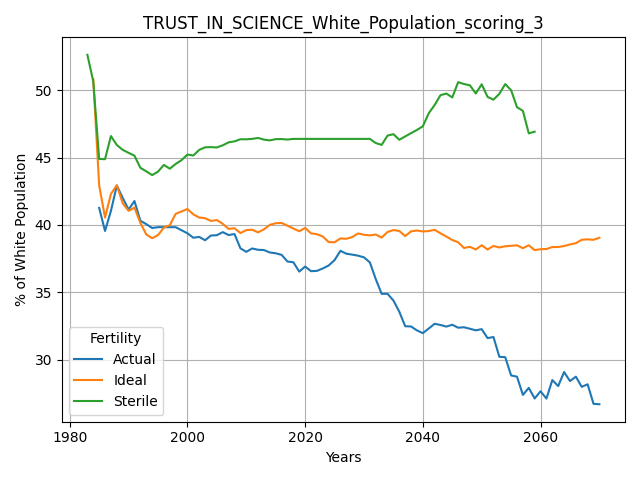 TRUST_IN_SCIENCE_White_Population_scoring_3
% of White Population
50
45
40
35
30
Fertility
Actual
Ideal
Sterile
1980
2000
2020
2040
2060
Years